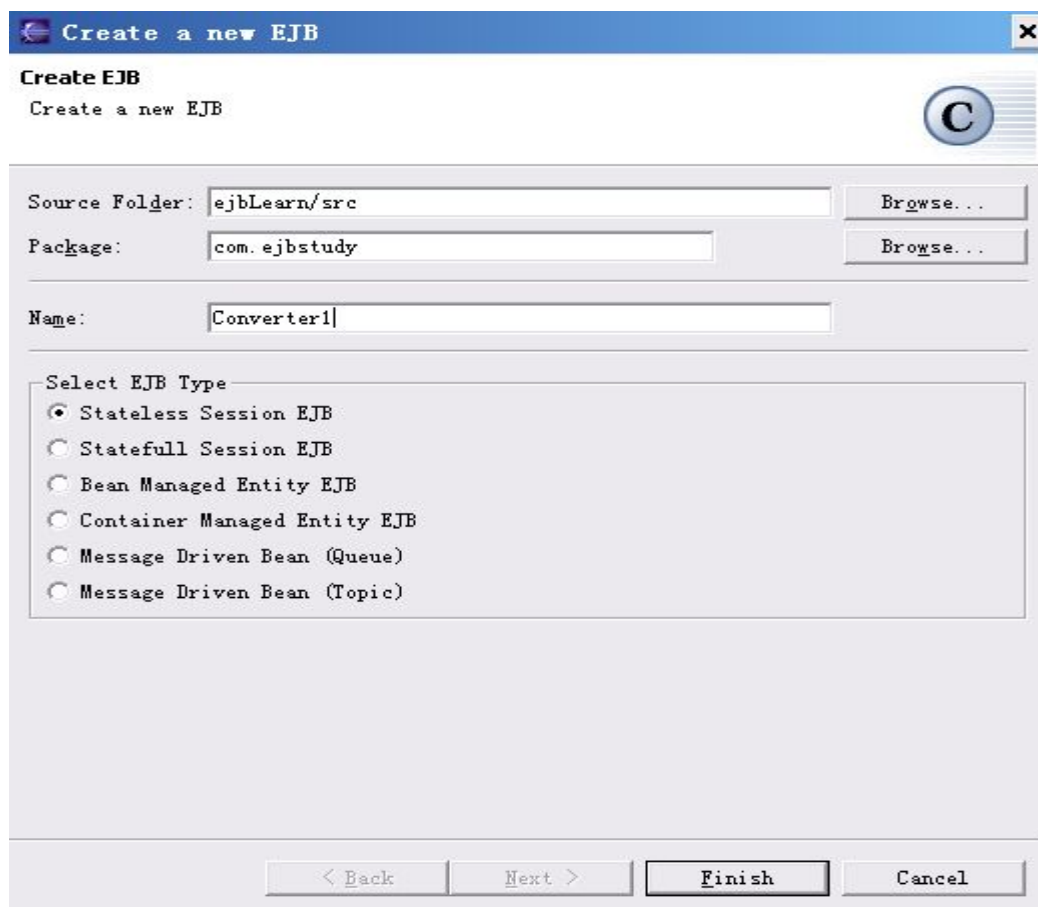 Create a new EJB
Create EJB
Create a new EJB
C
Source Folder: ejbLearn/src Browse...
Package: com.ejbstudy Browse...
Name: Converter1
Select EJB Type
Stateless Session EJB
Statefull Session EJB
Bean Managed Entity EJB
Container Managed Entity EJB
Message Driven Bean (Queue)
Message Driven Bean (Topic)
< Back Next > Finish Cancel